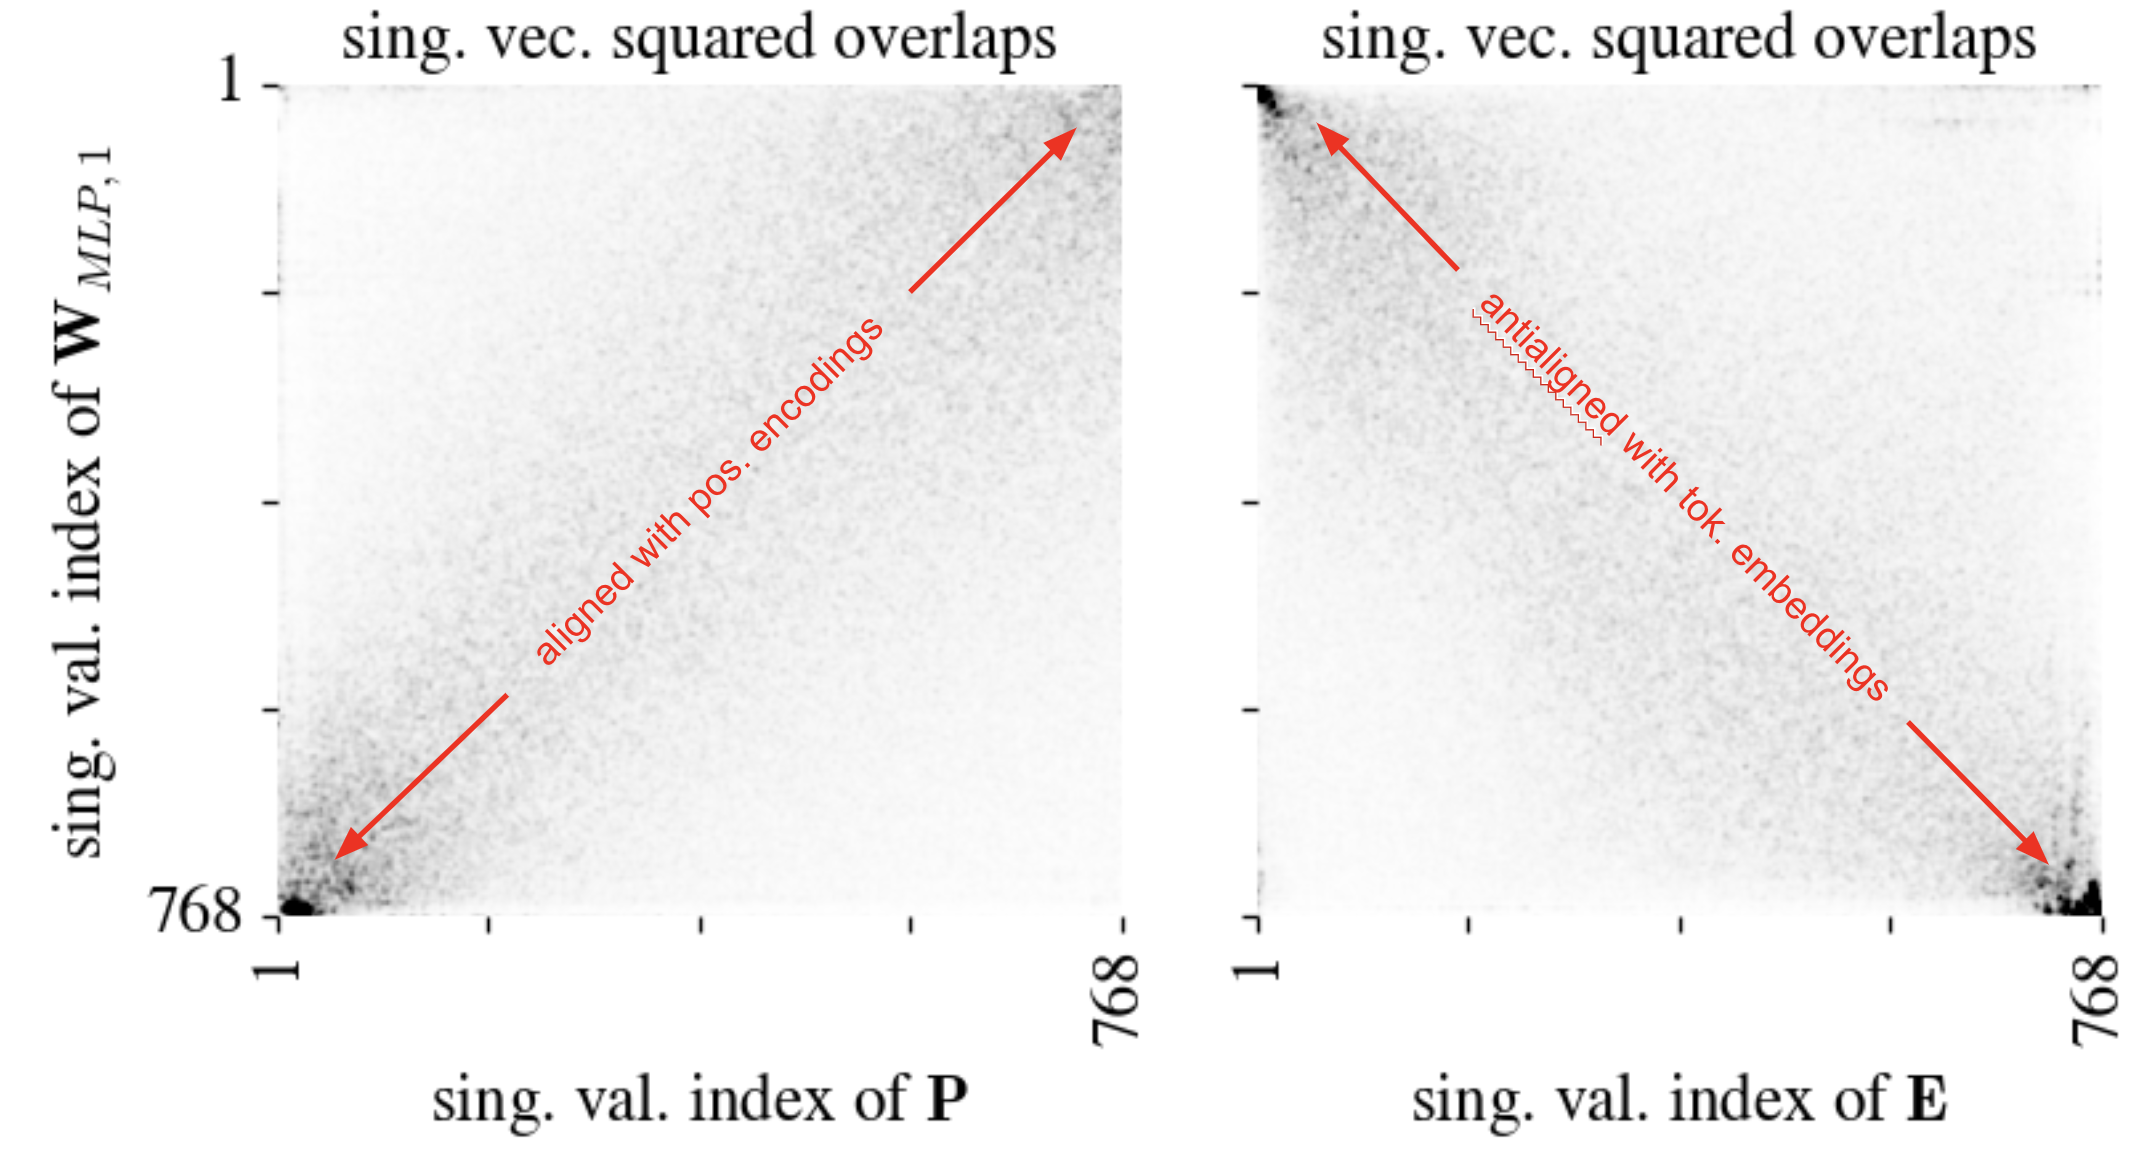 sing. vec. squared overlaps
sing. vec. squared overlaps
1
sing. val. index of W MLP, 1
aligned with pos. encodings
antialigned with tok. embeddings
768
1
768
1
768
sing. val. index of P
sing. val. index of E